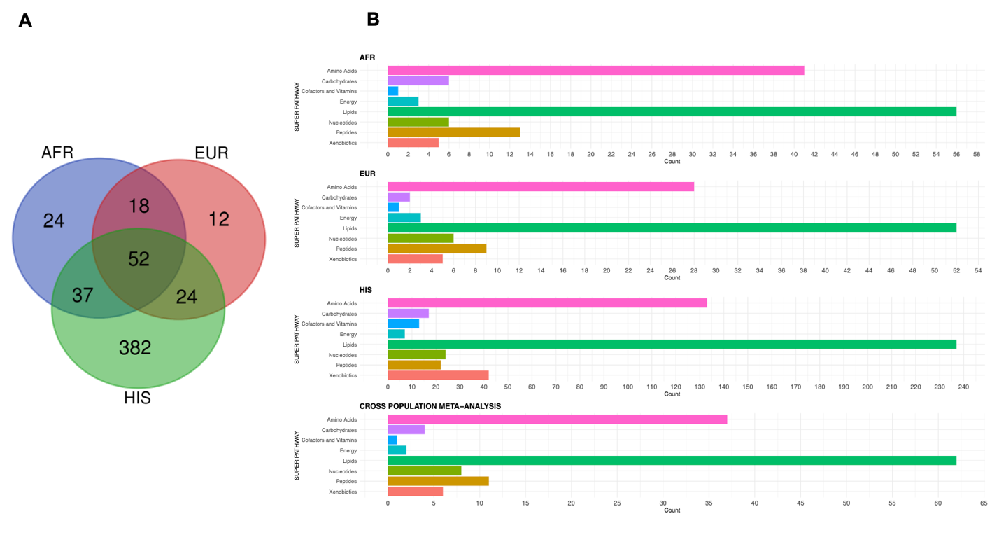 A
B
AFR
EUR
18
24
12
52
37
24
382
HIS
AFR
SUPER PATHWAY
Amino Acids
Carbohydrates
Cofactors and Vitamins
Energy
Lipids
Nucleotides
Peptides
Xenobiotics
0 2 4 6 8 10 12 14 16 18 20 22 24 26 28 30 32 34 36 38 40 42 44 46 48 50 52 54 56 58
Count
EUR
SUPER PATHWAY
Amino Acids
Carbohydrates
Cofactors and Vitamins
Energy
Lipids
Nucleotides
Peptides
Xenobiotics
0 2 4 6 8 10 12 14 16 18 20 22 24 26 28 30 32 34 36 38 40 42 44 46 48 50 52 54
Count
HIS
SUPER PATHWAY
Amino Acids
Carbohydrates
Cofactors and Vitamins
Energy
Lipids
Nucleotides
Peptides
Xenobiotics
0 10 20 30 40 50 60 70 80 90 100 110 120 130 140 150 160 170 180 190 200 210 220 230 240
Count
CROSS POPULATION META-ANALYSIS
SUPER PATHWAY
Amino Acids
Carbohydrates
Cofactors and Vitamins
Energy
Lipids
Nucleotides
Peptides
Xenobiotics
0 5 10 15 20 25 30 35 40 45 50 55 60 65
Count